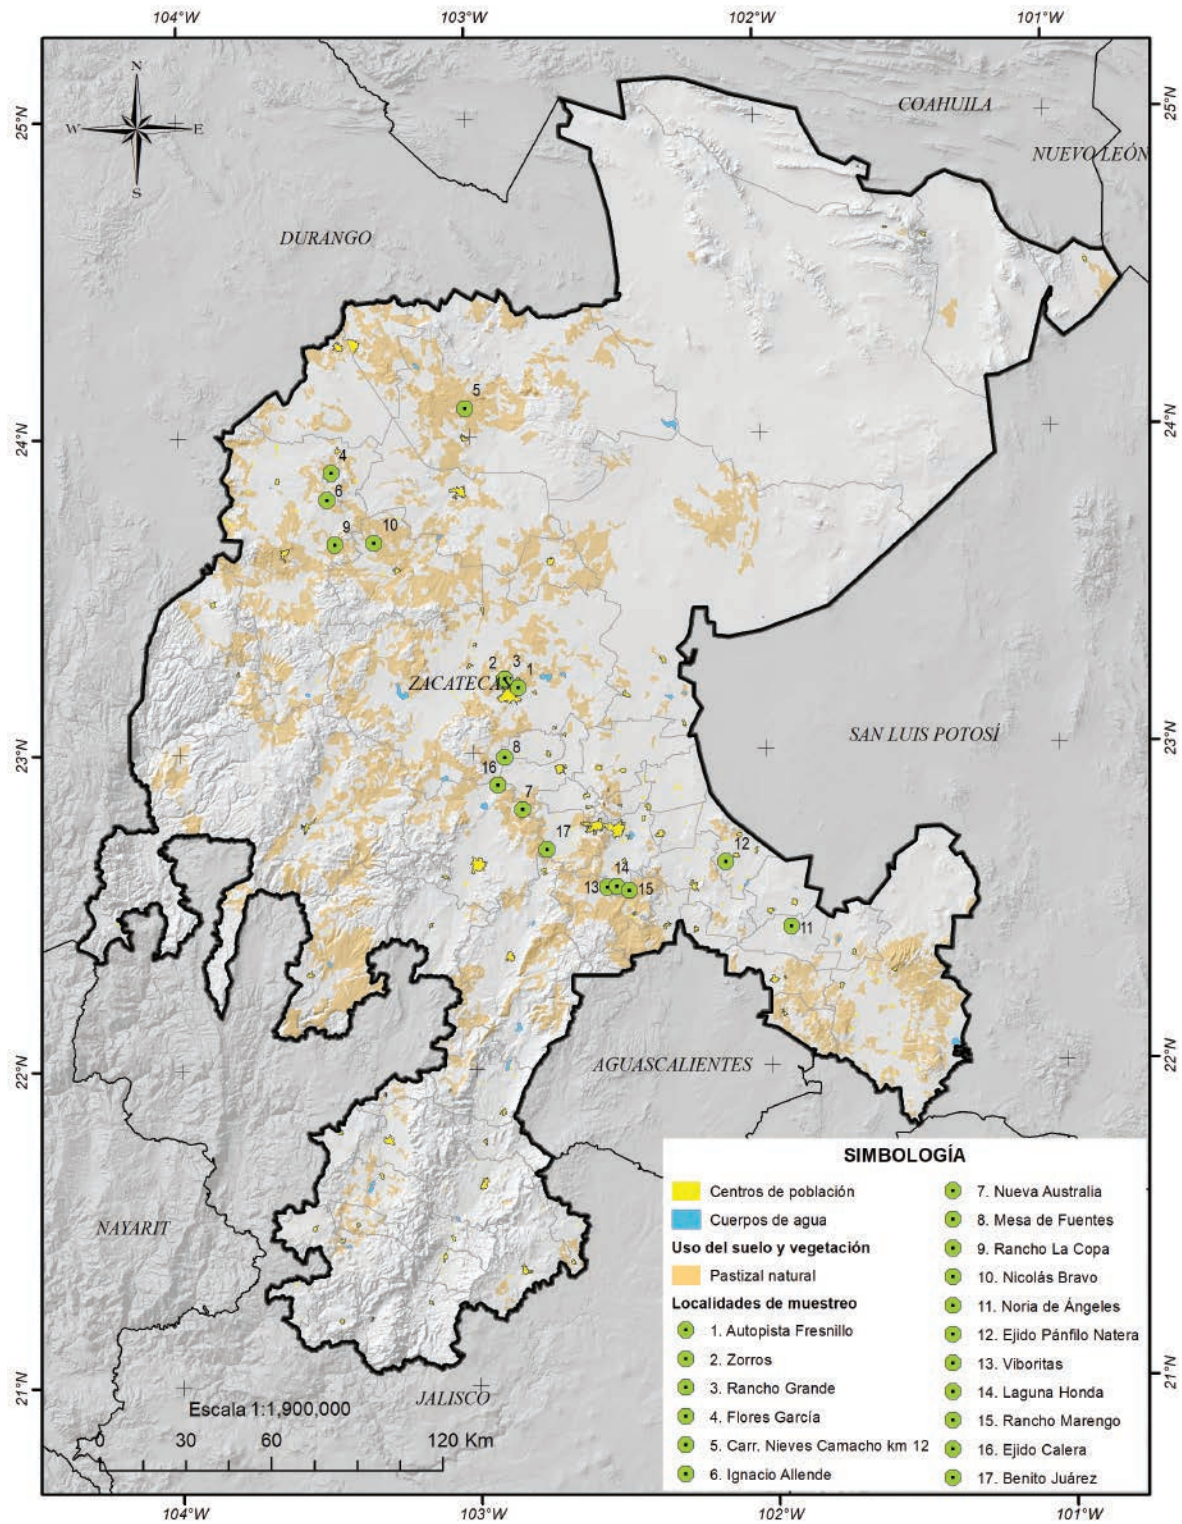 104°W 103°W 102°W 101°W
N
W E
S
25°N 25°N
COAHUILA
NUEVO LEÓN
DURANGO
5
24°N 24°N
4
6
9 10
2 3 1
ZACATECAS
SAN LUIS POTOSÍ
23°N 23°N
8
16
7
17
12
14
13 15
11
22°N 22°N
AGUASCALIENTES
NAYARIT
21°N 21°N
JALISCO
Escala 1:1,900,000
0 30 60 120 Km
SIMBOLOGÍA
Centros de población
Cuerpos de agua
Uso del suelo y vegetación
Pastizal natural
Localidades de muestreo
1. Autopista Fresnillo
2. Zorros
3. Rancho Grande
4. Flores García
5. Carr. Nieves Camacho km 12
6. Ignacio Allende
7. Nueva Australia
8. Mesa de Fuentes
9. Rancho La Copa
10. Nicolás Bravo
11. Noria de Ángeles
12. Ejido Pánfilo Natera
13. Viboritas
14. Laguna Honda
15. Rancho Marengo
16. Ejido Calera
17. Benito Juárez
104°W 103°W 102°W 101°W